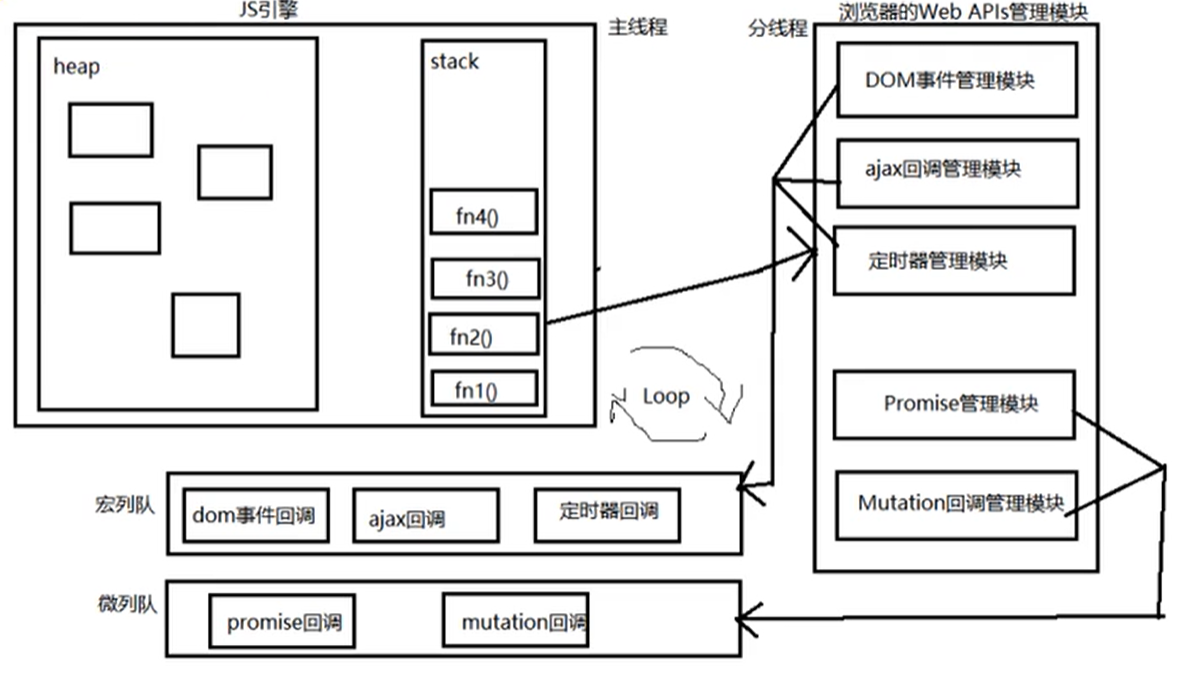 JS引擎
主线程
分线程
浏览器的Web APIs管理模块
heap
stack
fn4()
fn3()
fn2()
fn1()
DOM事件管理模块
ajax回调管理模块
定时器管理模块
Promise管理模块
Mutation回调管理模块
Loop
宏列队
dom事件回调
ajax回调
定时器回调
微列队
promise回调
mutation回调